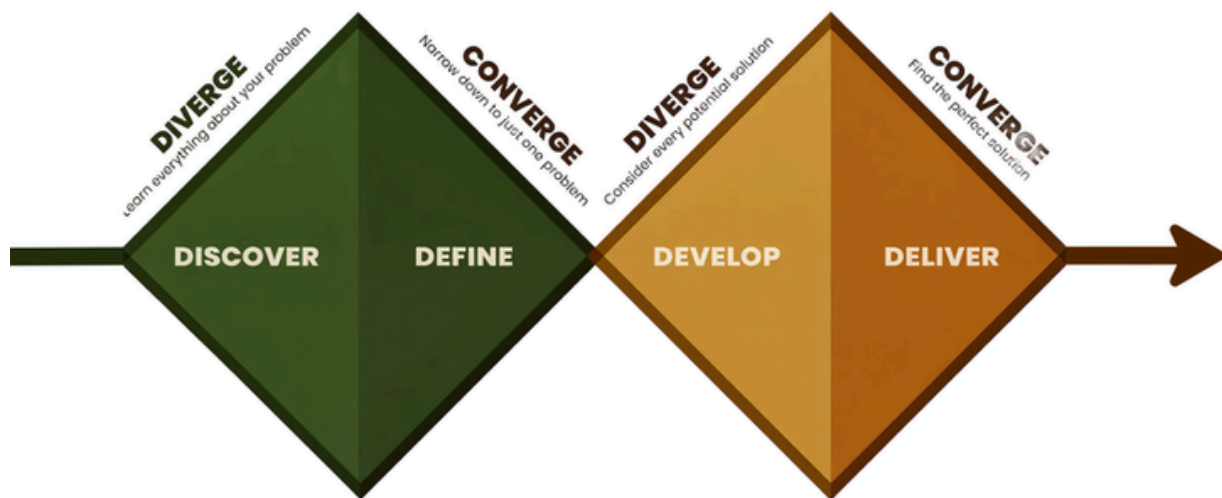 DIVERGE
Learn everything about your problem
CONVERGE
Narrow down to just one problem
DIVERGE
Consider every potential solution
CONVERGE
Find the perfect solution
DISCOVER
DEFINE
DEVELOP
DELIVER